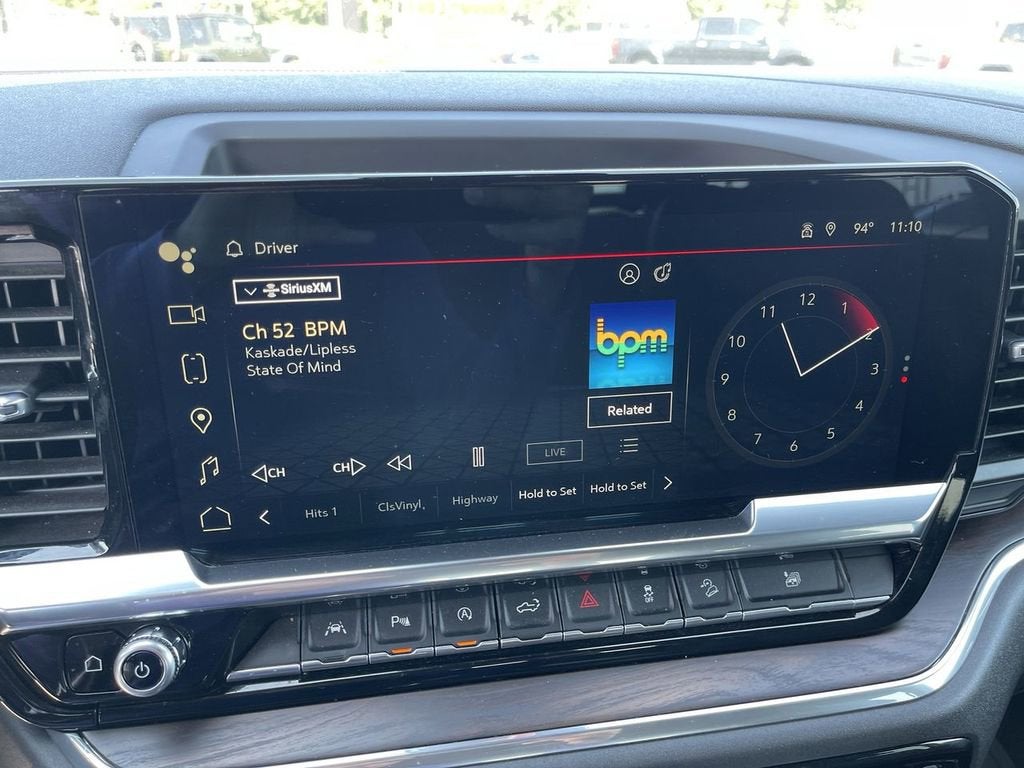 Driver
94° 11:10
SiriusXM
Ch 52 BPM
Kaskade/Lipless
State Of Mind
bpm
Related
12
1
2
3
4
5
6
7
8
9
10
11
CH
CH
LIVE
Hits 1
ClsVinyl,
Highway
Hold to Set
Hold to Set
P
A
OFF